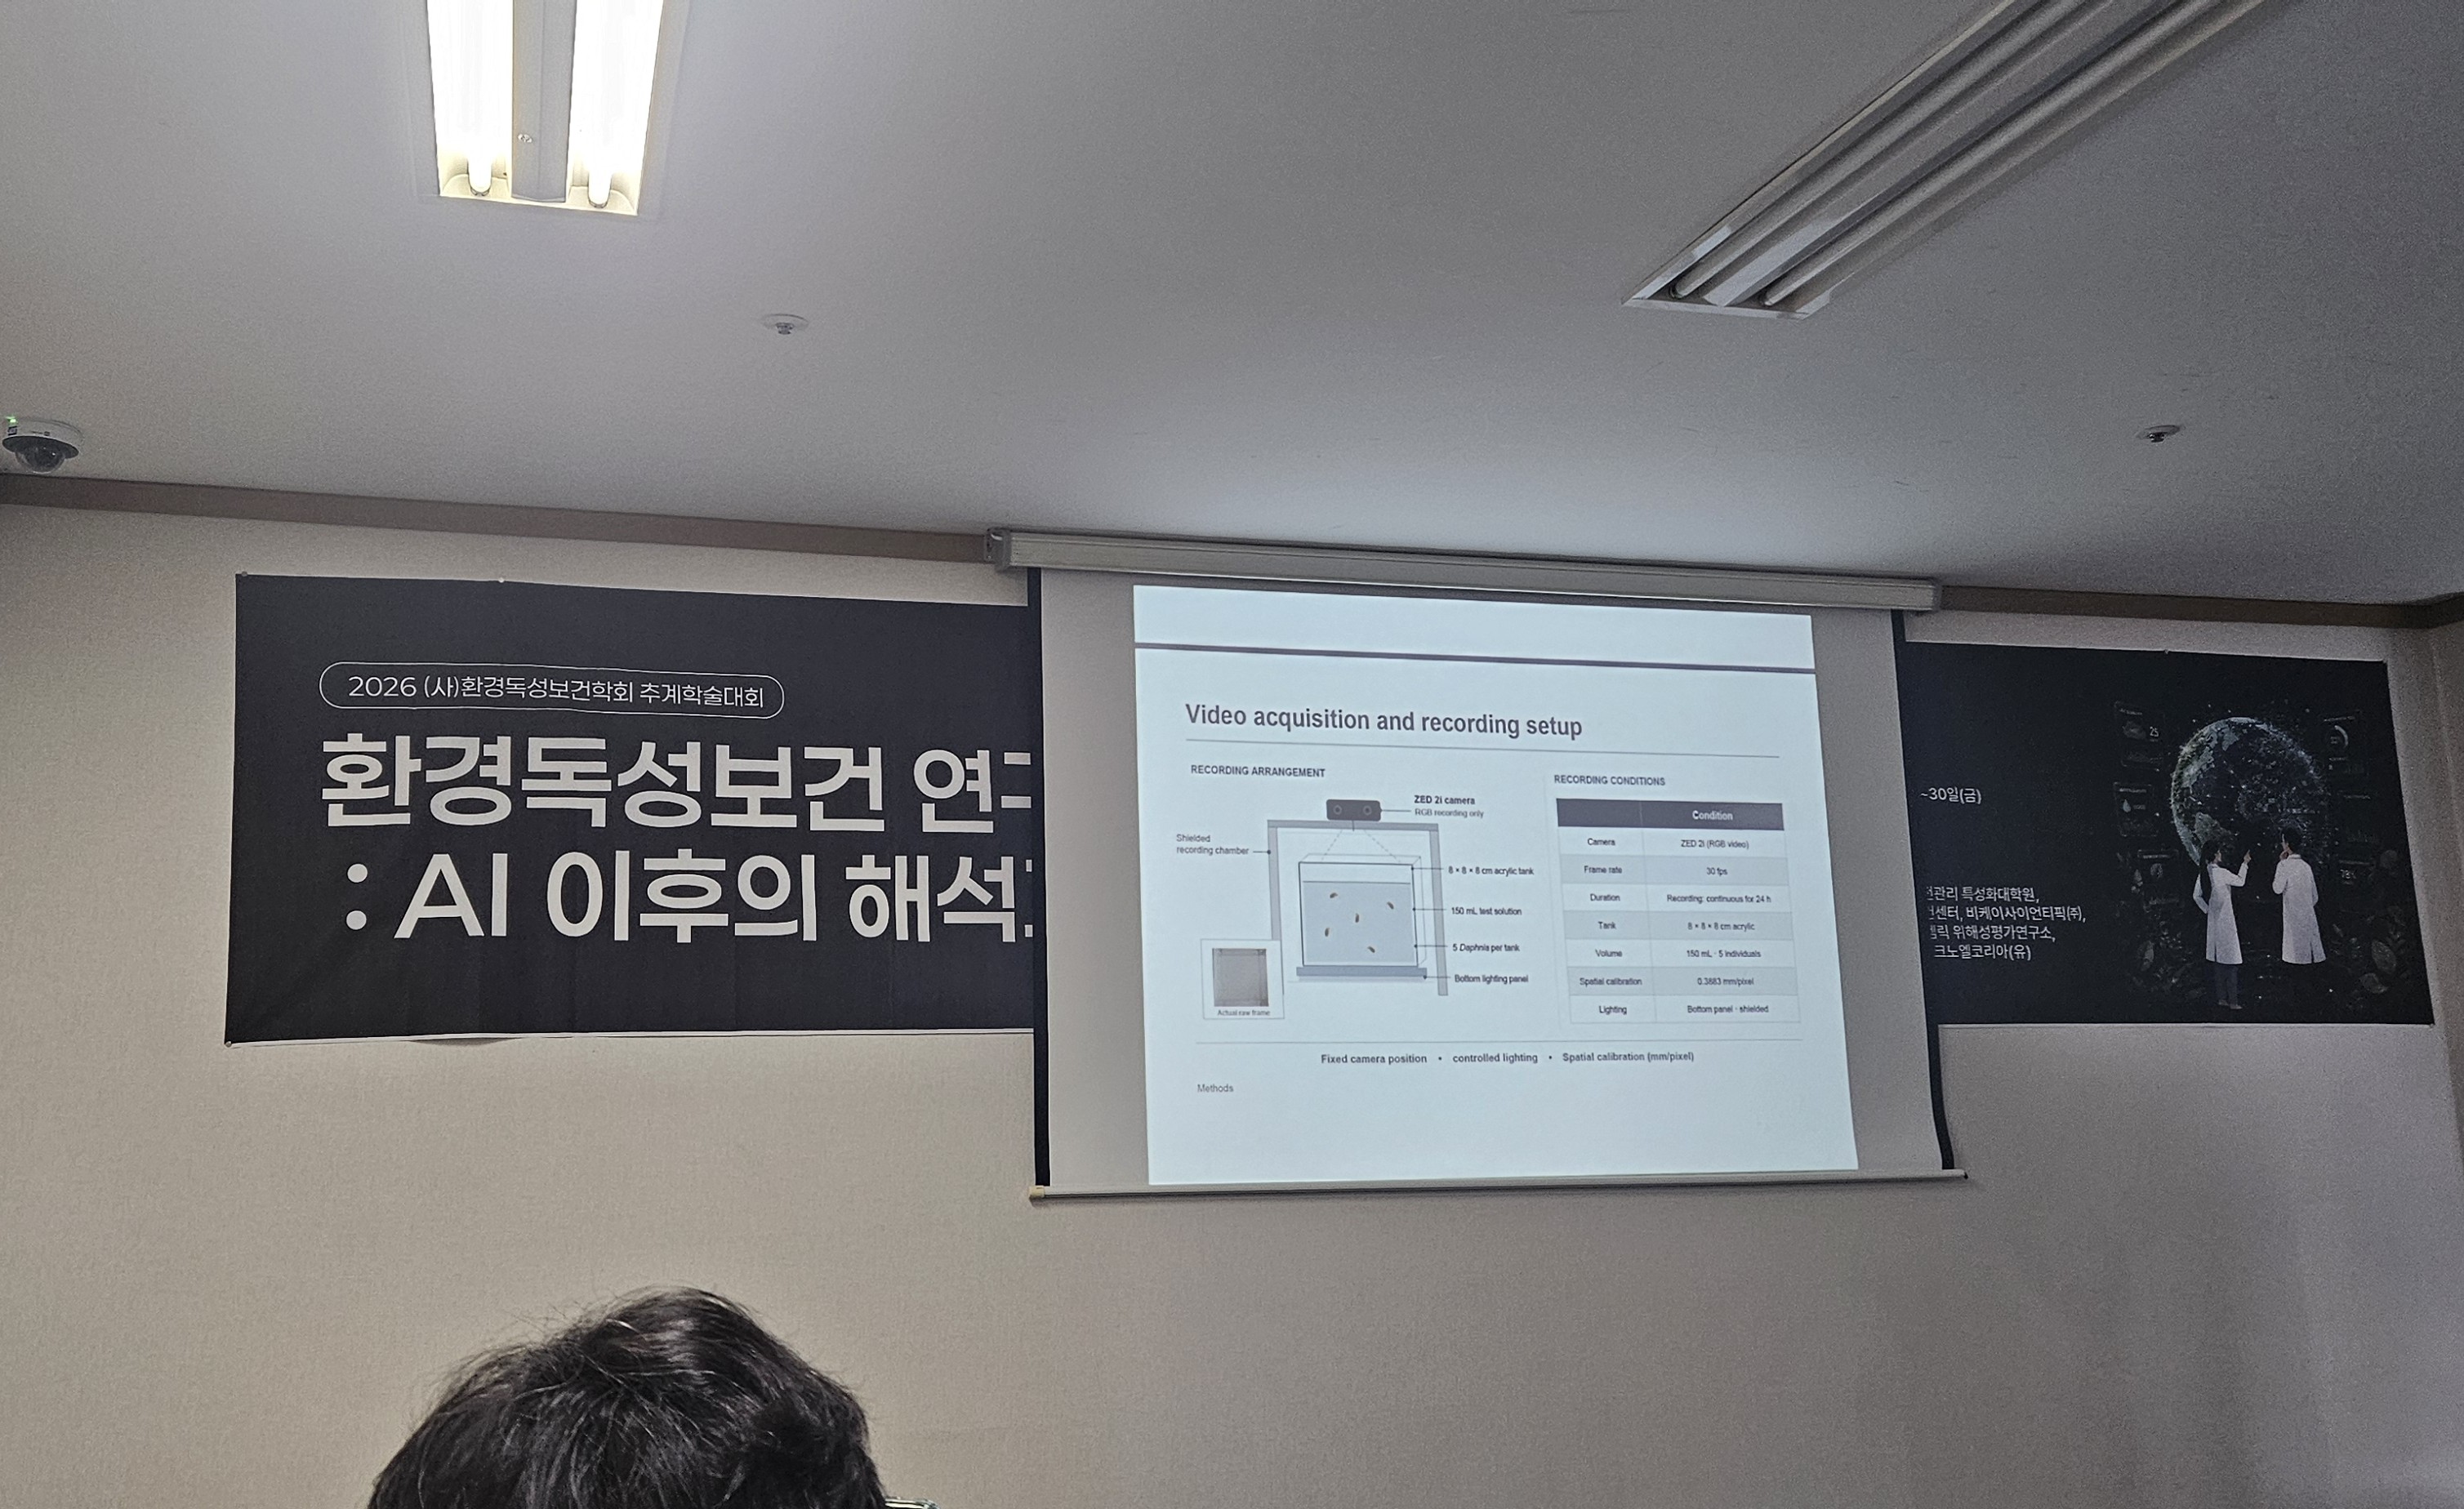 2026 (사)환경독성보건학회 추계학술대회
환경독성보건
: AI 이후의 해석
Video acquisition and recording setup
RECORDING ARRANGEMENT
ZED 2i camera
RGB recording only
Shielded
recording chamber
8 × 8 × 8 cm acrylic tank
150 mL test solution
5 Daphnia per tank
Bottom lighting panel
Actual raw frame
RECORDING CONDITIONS
Condition
Camera ZED 2i (RGB video)
Frame rate 30 fps
Duration Recording: continuous for 24 h
Tank 8 × 8 × 8 cm acrylic
Volume 150 mL · 5 individuals
Spatial calibration 0.3883 mm/pixel
Lighting Bottom panel · shielded
Fixed camera position • controlled lighting • Spatial calibration (mm/pixel)
Methods
~30일(금)
관리 특성화대학원,
센터, 비케이사이언티픽(주),
위해성평가연구소,
크노엘코리아(유)